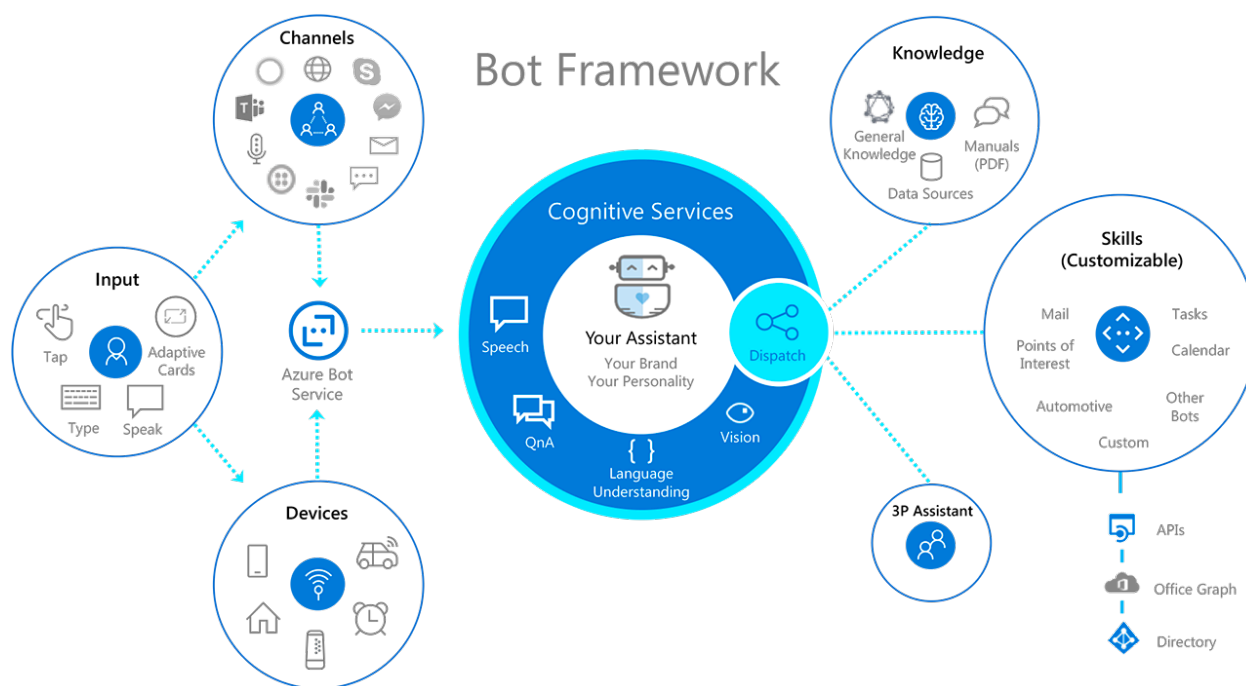 Bot Framework
Channels
Input
Tap
Adaptive
Cards
Type
Speak
Azure Bot
Service
Devices
Cognitive Services
Your Assistant
Your Brand
Your Personality
Speech
QnA
Language
Understanding
Vision
Dispatch
Knowledge
General
Knowledge
Manuals
(PDF)
Data Sources
Skills
(Customizable)
Mail
Tasks
Points of
Interest
Calendar
Automotive
Other
Bots
Custom
3P Assistant
APIs
Office Graph
Directory